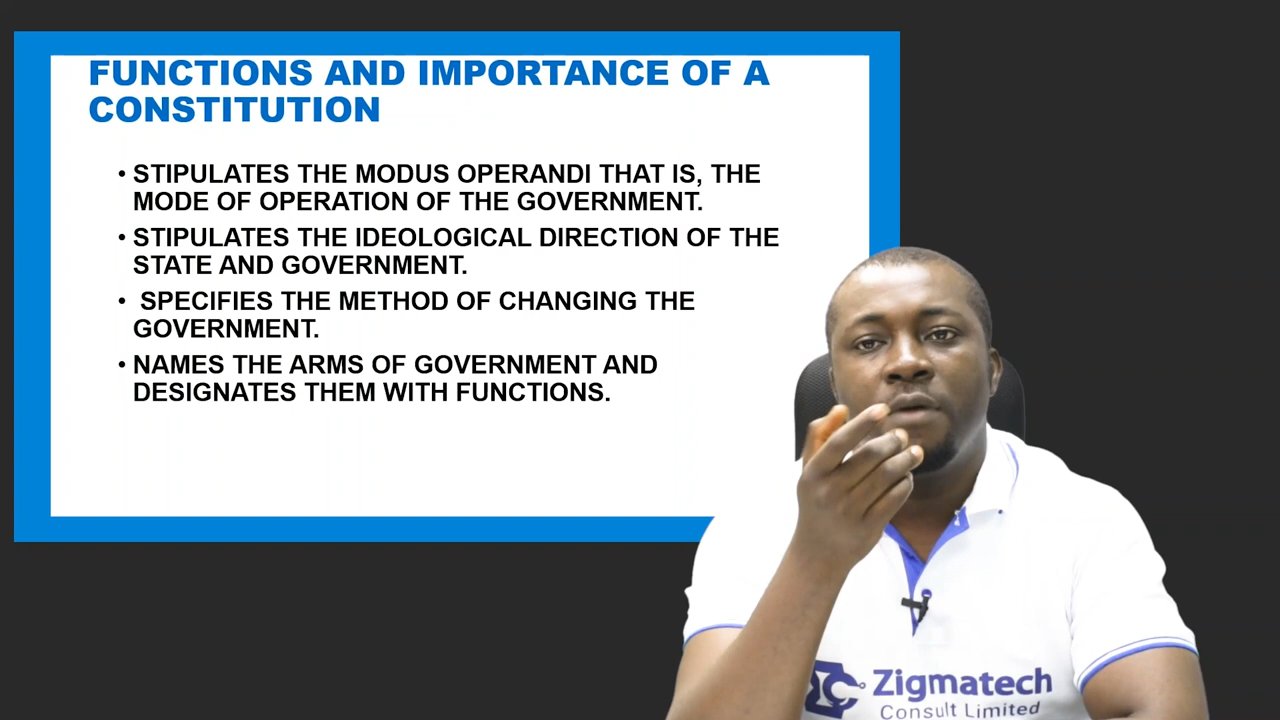 FUNCTIONS AND IMPORTANCE OF A
CONSTITUTION
• STIPULATES THE MODUS OPERANDI THAT IS, THE
MODE OF OPERATION OF THE GOVERNMENT.
• STIPULATES THE IDEOLOGICAL DIRECTION OF THE
STATE AND GOVERNMENT.
• SPECIFIES THE METHOD OF CHANGING THE
GOVERNMENT.
• NAMES THE ARMS OF GOVERNMENT AND
DESIGNATES THEM WITH FUNCTIONS.
Zigmatech
Consult Limited